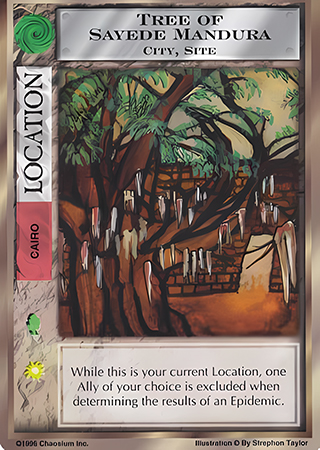 TREE OF
SAYEDE MANDURA
CITY, SITE
LOCATION
CAIRO
While this is your current Location, one
Ally of your choice is excluded when
determining the results of an Epidemic.
©1996 Chaosium Inc.
Illustration © By Strephon Taylor